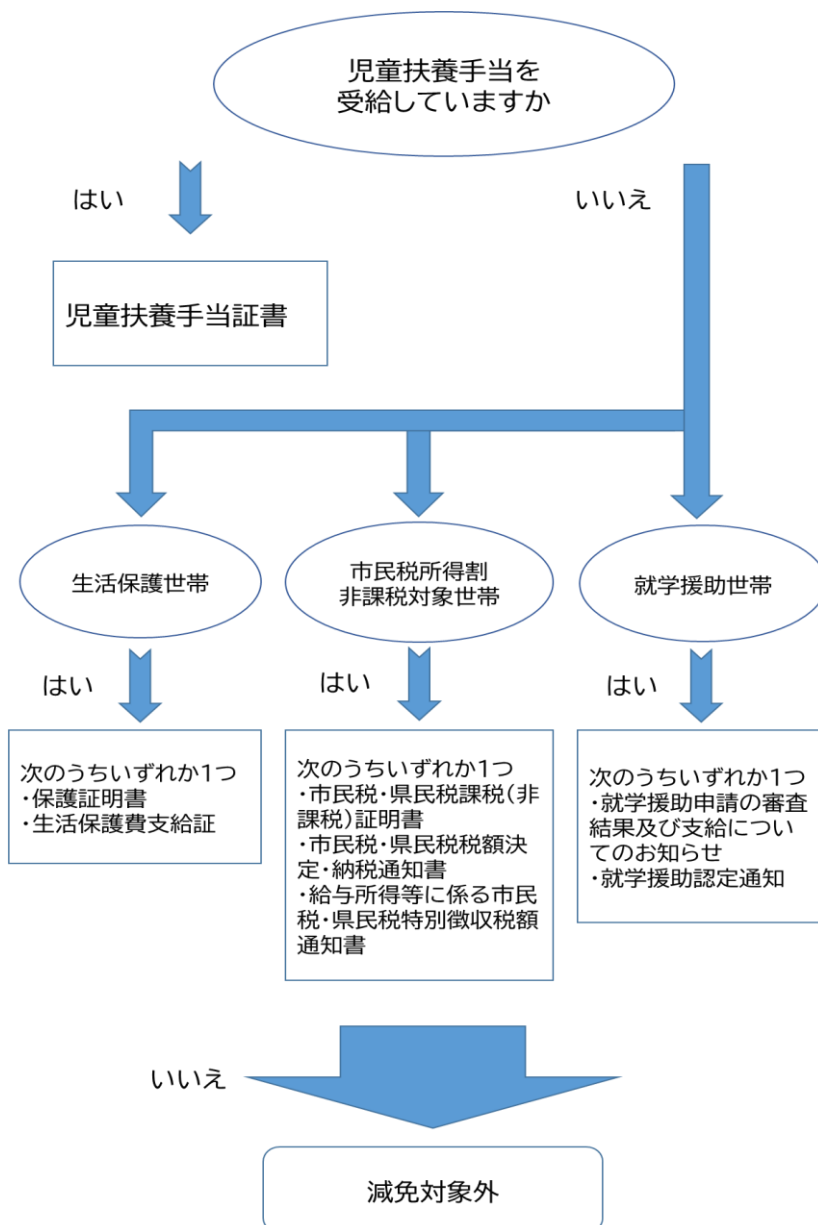 児童扶養手当を
受給していますか
はい
いいえ
児童扶養手当証書
生活保護世帯
市民税所得割
非課税対象世帯
就学援助世帯
はい
はい
はい
次のうちいずれか1つ
・保護証明書
・生活保護費支給証
次のうちいずれか1つ
・市民税・県民税課税(非
課税)証明書
・市民税・県民税税額決
定・納税通知書
・給与所得等に係る市民
税・県民税特別徴収税額
通知書
次のうちいずれか1つ
・就学援助申請の審査
結果及び支給につい
てのお知らせ
・就学援助認定通知
いいえ
減免対象外